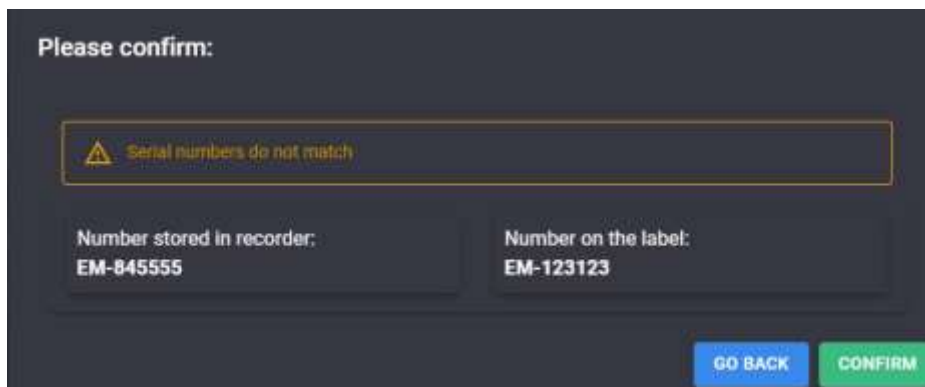 Please confirm:
Serial numbers do not match
Number stored in recorder:
EM-845555
Number on the label:
EM-123123
GO BACK
CONFIRM